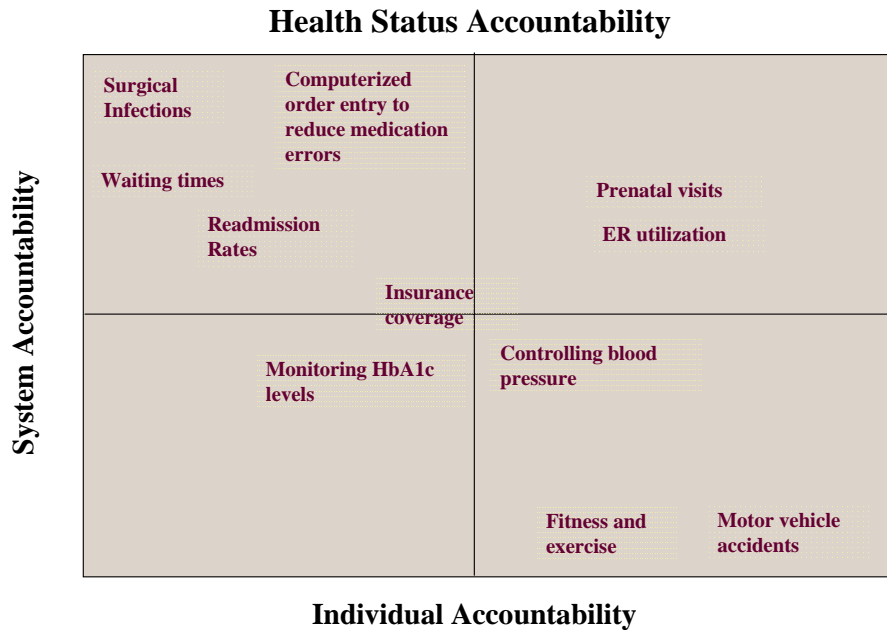 Health Status Accountability
Surgical
Infections
Computerized
order entry to
reduce medication
errors
Waiting times
Readmission
Rates
Prenatal visits
ER utilization
Insurance
coverage
Monitoring HbA1c
levels
Controlling blood
pressure
Fitness and
exercise
Motor vehicle
accidents
System Accountability
Individual Accountability